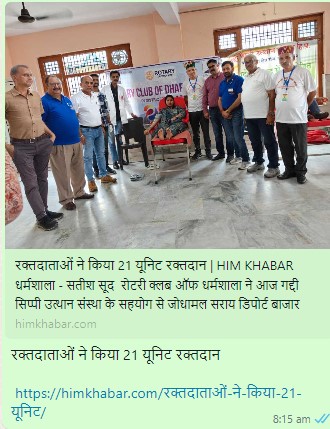 ROTARY
RY CLUB OF DHAR
रक्तदाताओं ने किया 21 यूनिट रक्तदान | HIM KHABAR
धर्मशाला - सतीश सूद रोटरी क्लब ऑफ धर्मशाला ने आज गद्दी
सिप्पी उत्थान संस्था के सहयोग से जोधामल सराय डिपोर्ट बाजार
himkhabar.com
रक्तदाताओं ने किया 21 यूनिट रक्तदान
https://himkhabar.com/रक्तदाताओं-ने-किया-21-
यूनिट/
8:15 am